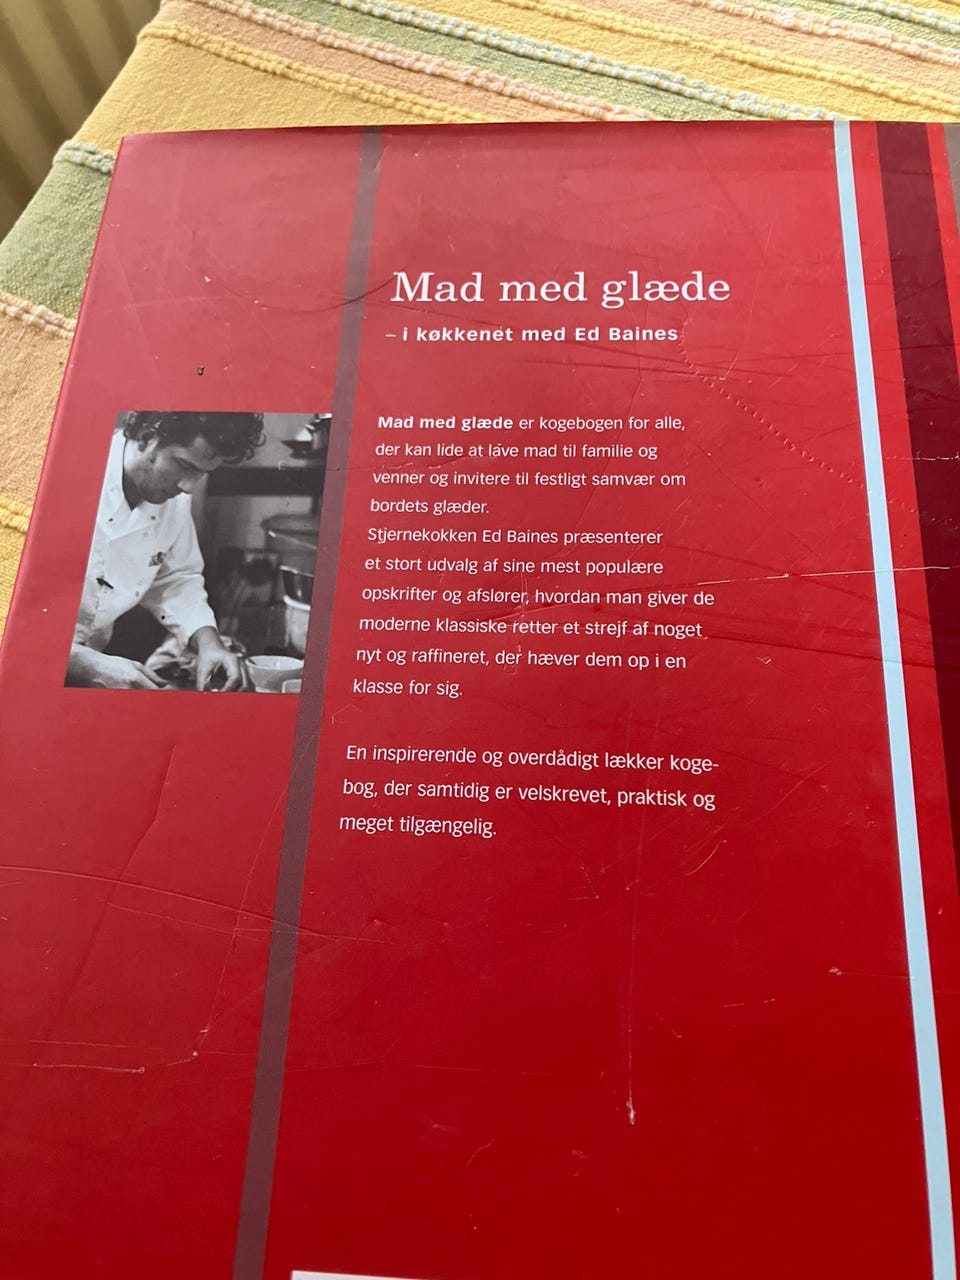 Mad med glæde
– i køkkenet med Ed Baines
Mad med glæde er kogebogen for alle,
der kan lide at lave mad til familie og
venner og invitere til festligt samvær om
bordets glæder.
Stjernekokken Ed Baines præsenterer
et stort udvalg af sine mest populære
opskrifter og afslører, hvordan man giver de
moderne klassiske retter et strejf af noget
nyt og raffineret, der hæver dem op i en
klasse for sig.
En inspirerende og overdådigt lækker koge-
bog, der samtidig er velskrevet, praktisk og
meget tilgængelig.